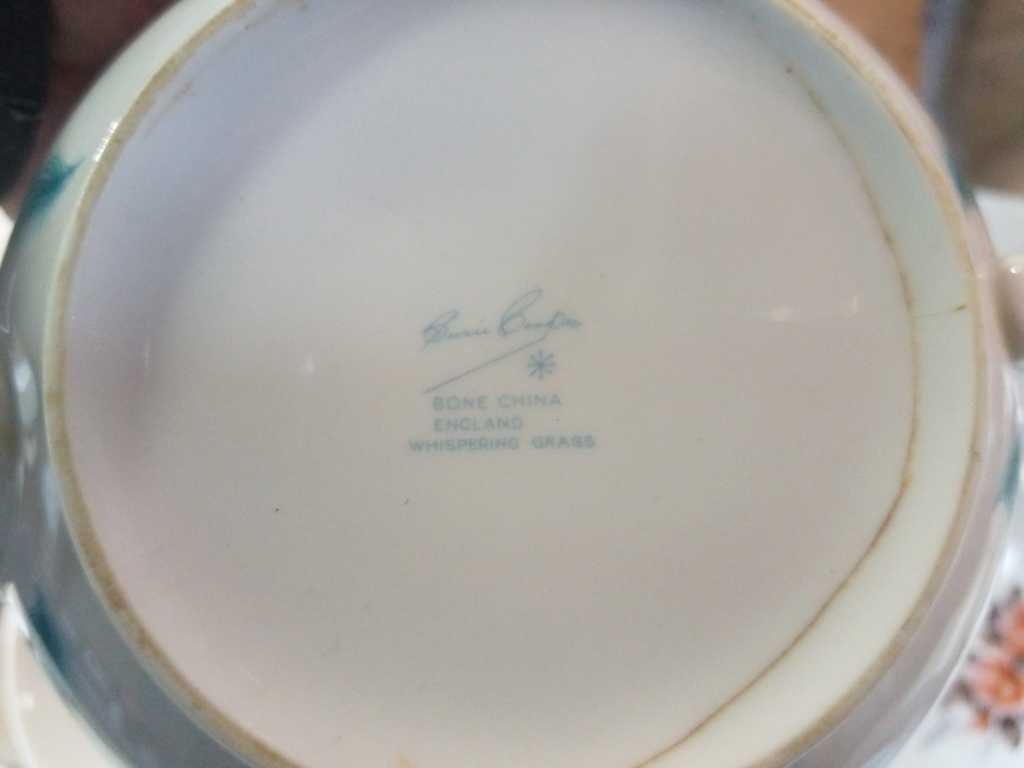 Susie Cooper
BONE CHINA
ENGLAND
WHISPERING GRASS